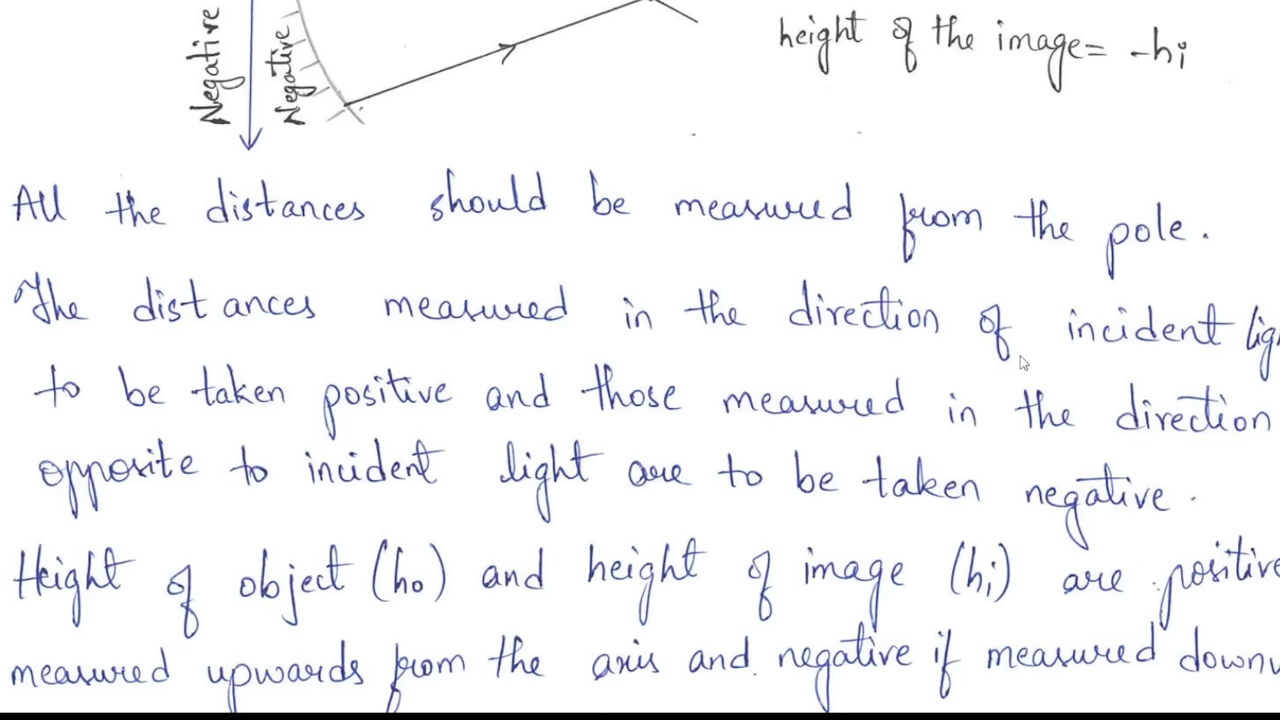 Negative
Negative
height of the image= -hi
All the distances should be measured from the pole.
The distances measured in the direction of incident
to be taken positive and those measured in the direction
opposite to incident light are to be taken negative.
Height of object (ho) and height of image (hi) are positive
measured upwards from the axis and negative if measured